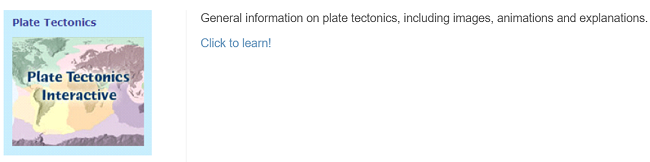 Plate Tectonics
Plate Tectonics
Interactive
General information on plate tectonics, including images, animations and explanations.
Click to learn!